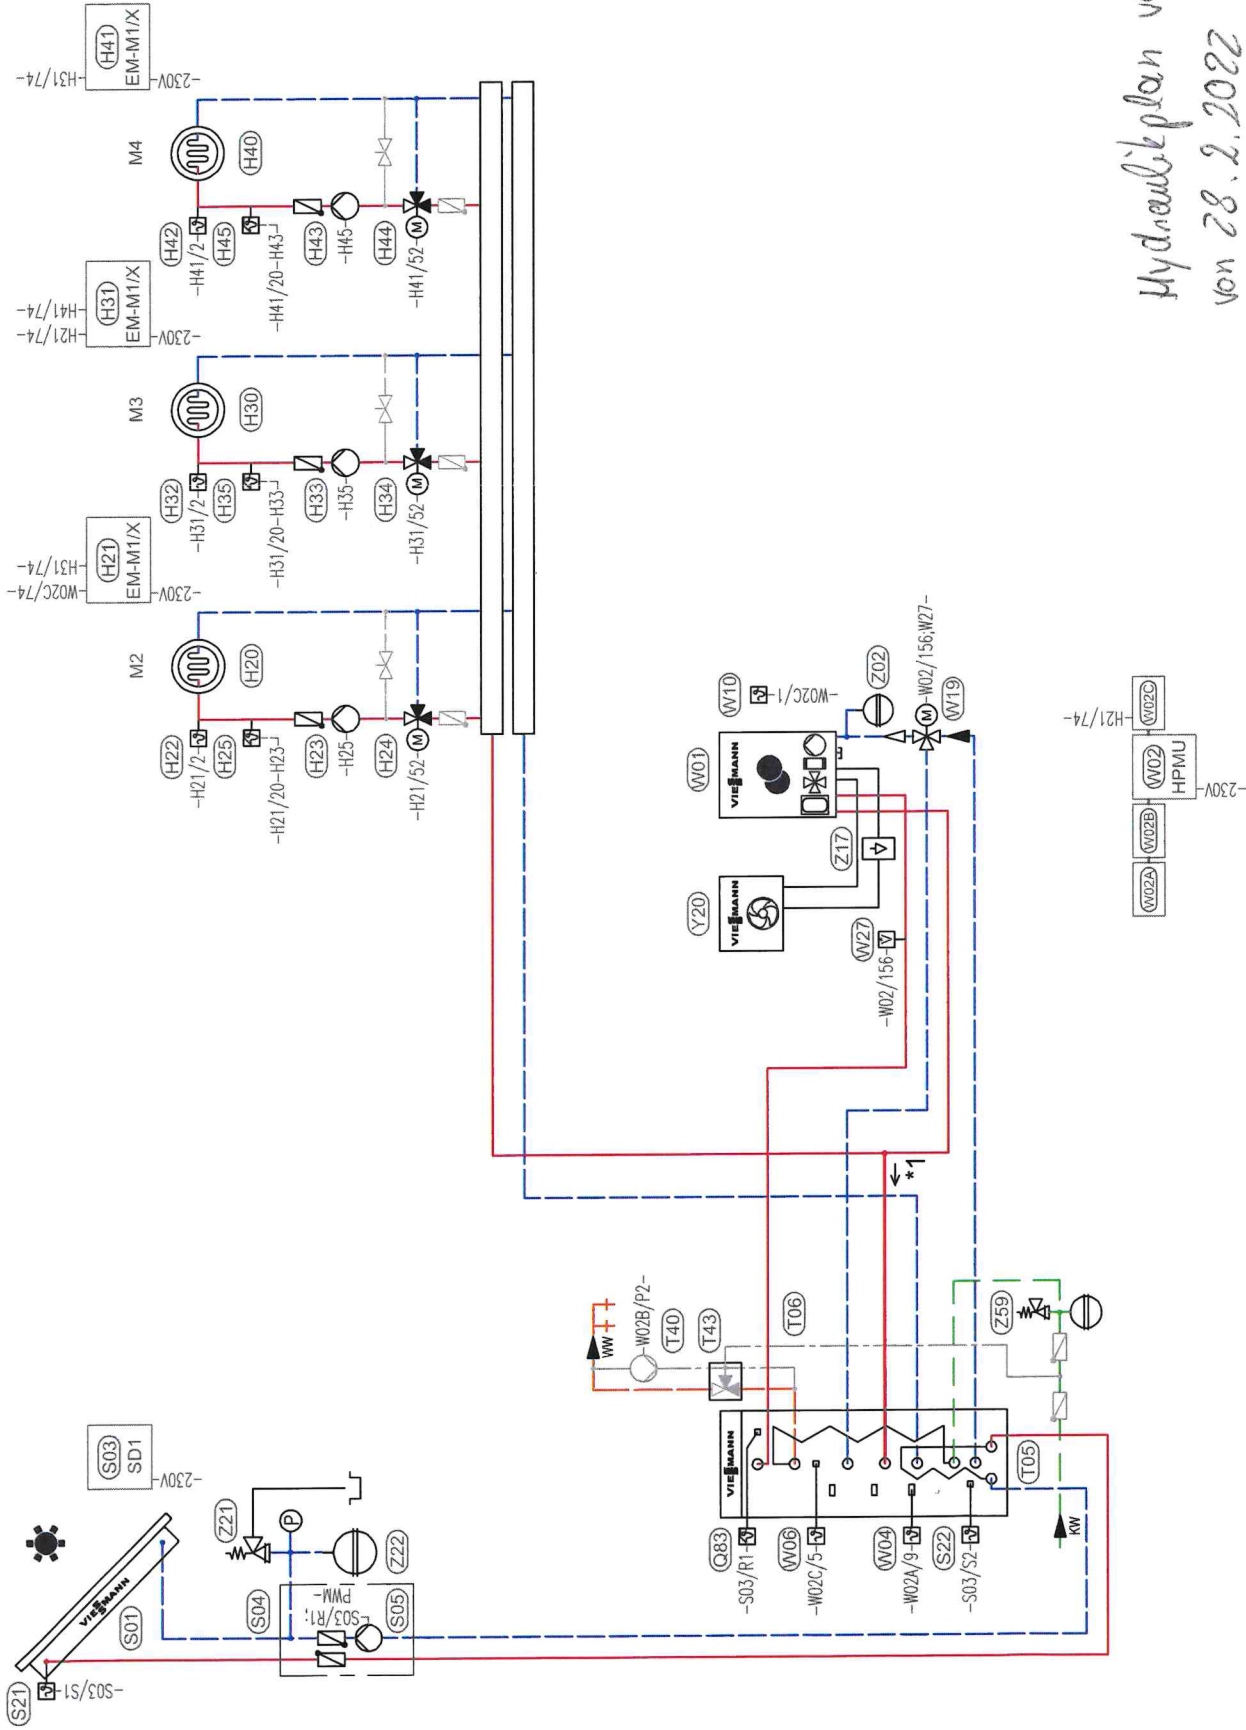 H31/74-
H41
EM-M1/X
-230V-
M4
H40
H42
-H41/2-
H45
-H41/20-H43-
H43
-H45-
H44
-H41/52-
M
H41/74-
H21/74-
H31
EM-M1/X
-230V-
M3
H30
H32
-H31/2-
H35
-H31/20-H33-
H33
-H35-
H34
-H31/52-
M
H31/74-
W02C/74-
H21
EM-M1/X
-230V-
M2
H20
H22
-H21/2-
H25
-H21/20-H23-
H23
-H25-
H24
-H21/52-
M
Hydraulikplan
von 28.2.2022
W10
-W02C/1-
Z02
W01
VIESSMANN
M
-W02/156;W27-
W19
Z17
Y20
VIESSMANN
W27
-W02/156-
H21/74-
W02C
W02
HPMU
-230V-
W02B
W02A
*1
WW
-W02B/P2-
T40
T43
T06
Z59
VIESSMANN
T05
KW
Q83
-S03/R1-
W06
-W02C/5-
W04
-W02A/9-
S22
-S03/S2-
S03
SD1
-230V-
Z21
P
Z22
S04
-S03/R1;
PWM-
S05
VIESSMANN
S01
S21
-S03/S1-